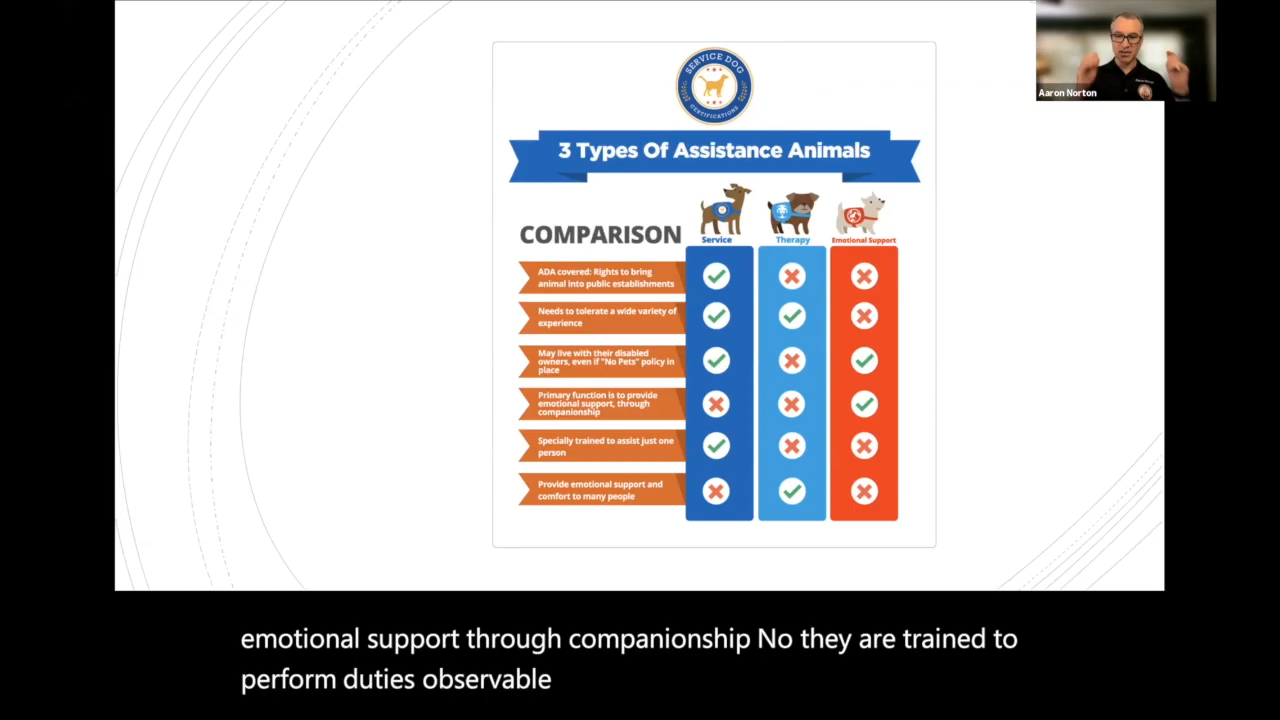 Aaron Norton
SERVICE DOG
CERTIFICATIONS
3 Types Of Assistance Animals
COMPARISON
Service
Therapy
Emotional Support
ADA covered: Rights to bring
animal into public establishments
Needs to tolerate a wide variety of
experience
May live with their disabled
owners, even if "No Pets" policy in
place
Primary function is to provide
emotional support, through
companionship
Specially trained to assist just one
person
Provide emotional support and
comfort to many people
emotional support through companionship No they are trained to
perform duties observable